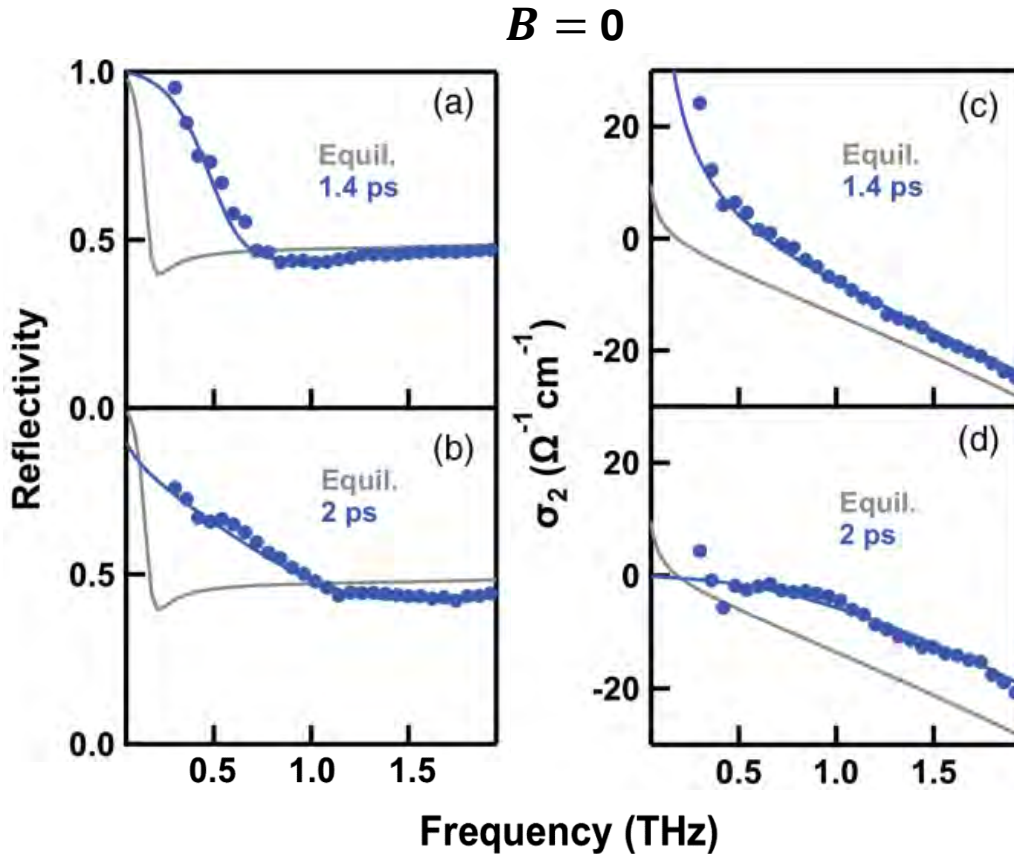 B = 0
Reflectivity
1.0
0.5
0.0
(a)
Equil.
1.4 ps
0.5
0.0
(b)
Equil.
2 ps
0.5
1.0
1.5
σ₂ (Ω⁻¹ cm⁻¹)
20
0
-20
(c)
Equil.
1.4 ps
20
0
-20
(d)
Equil.
2 ps
0.5
1.0
1.5
Frequency (THz)